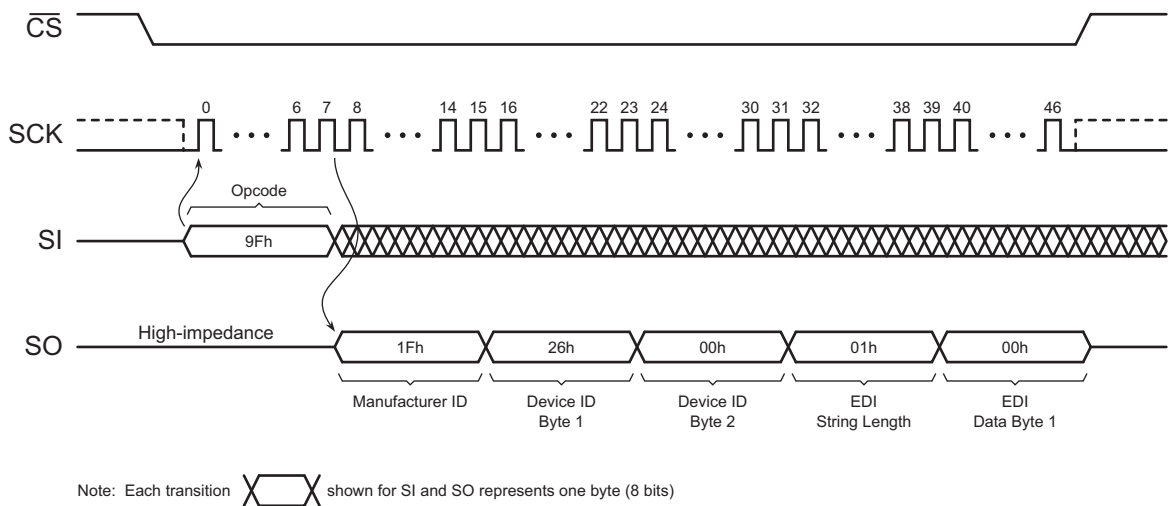 CS
0 6 7 8 14 15 16 22 23 24 30 31 32 38 39 40 46
SCK
Opcode
SI
9Fh
High-impedance
SO
1Fh 26h 00h 01h 00h
Manufacturer ID Device ID Device ID EDI EDI
Byte 1 Byte 2 String Length Data Byte 1
Note: Each transition shown for SI and SO represents one byte (8 bits)